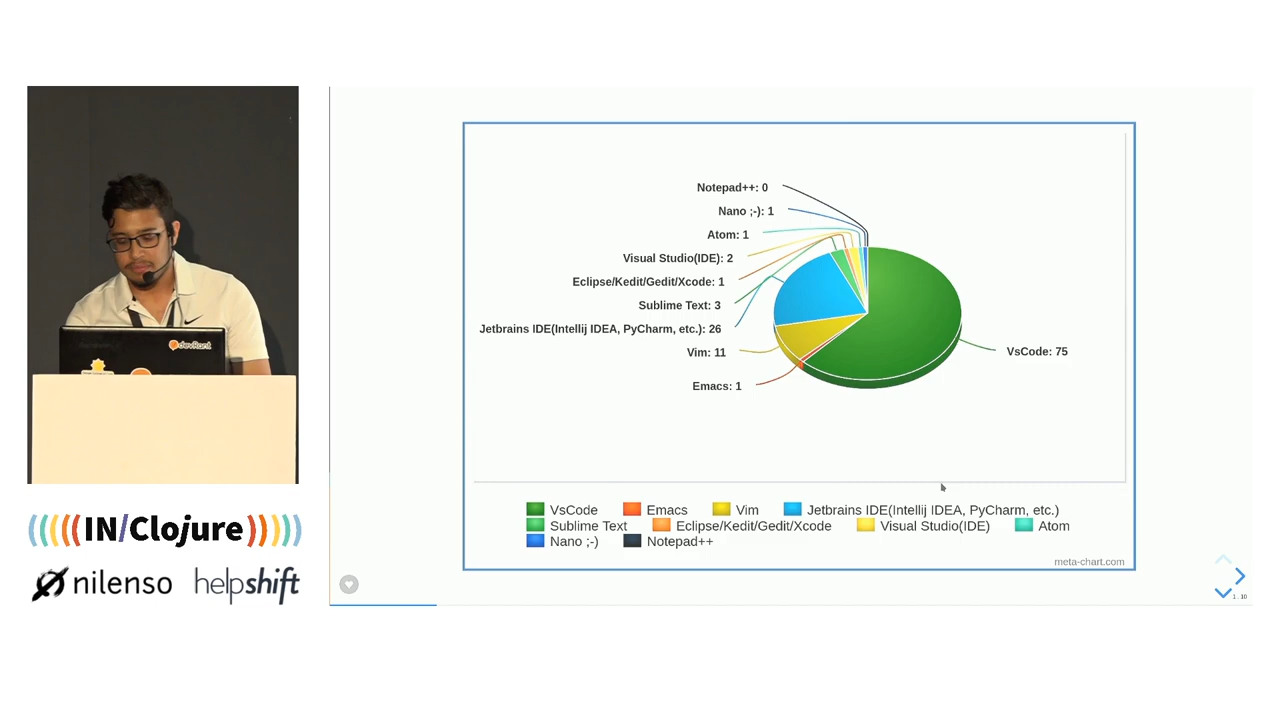 Notepad++: 0
Nano ;-): 1
Atom: 1
Visual Studio(IDE): 2
Eclipse/Kedit/Gedit/Xcode: 1
Sublime Text: 3
Jetbrains IDE(Intellij IDEA, PyCharm, etc.): 26
Vim: 11
Emacs: 1
VsCode: 75
VsCode Emacs Vim Jetbrains IDE(Intellij IDEA, PyCharm, etc.)
Sublime Text Eclipse/Kedit/Gedit/Xcode Visual Studio(IDE) Atom
Nano ;-) Notepad++
meta-chart.com
1.10
devRant
(((((IN/Clojure)))))
nilenso helpshift